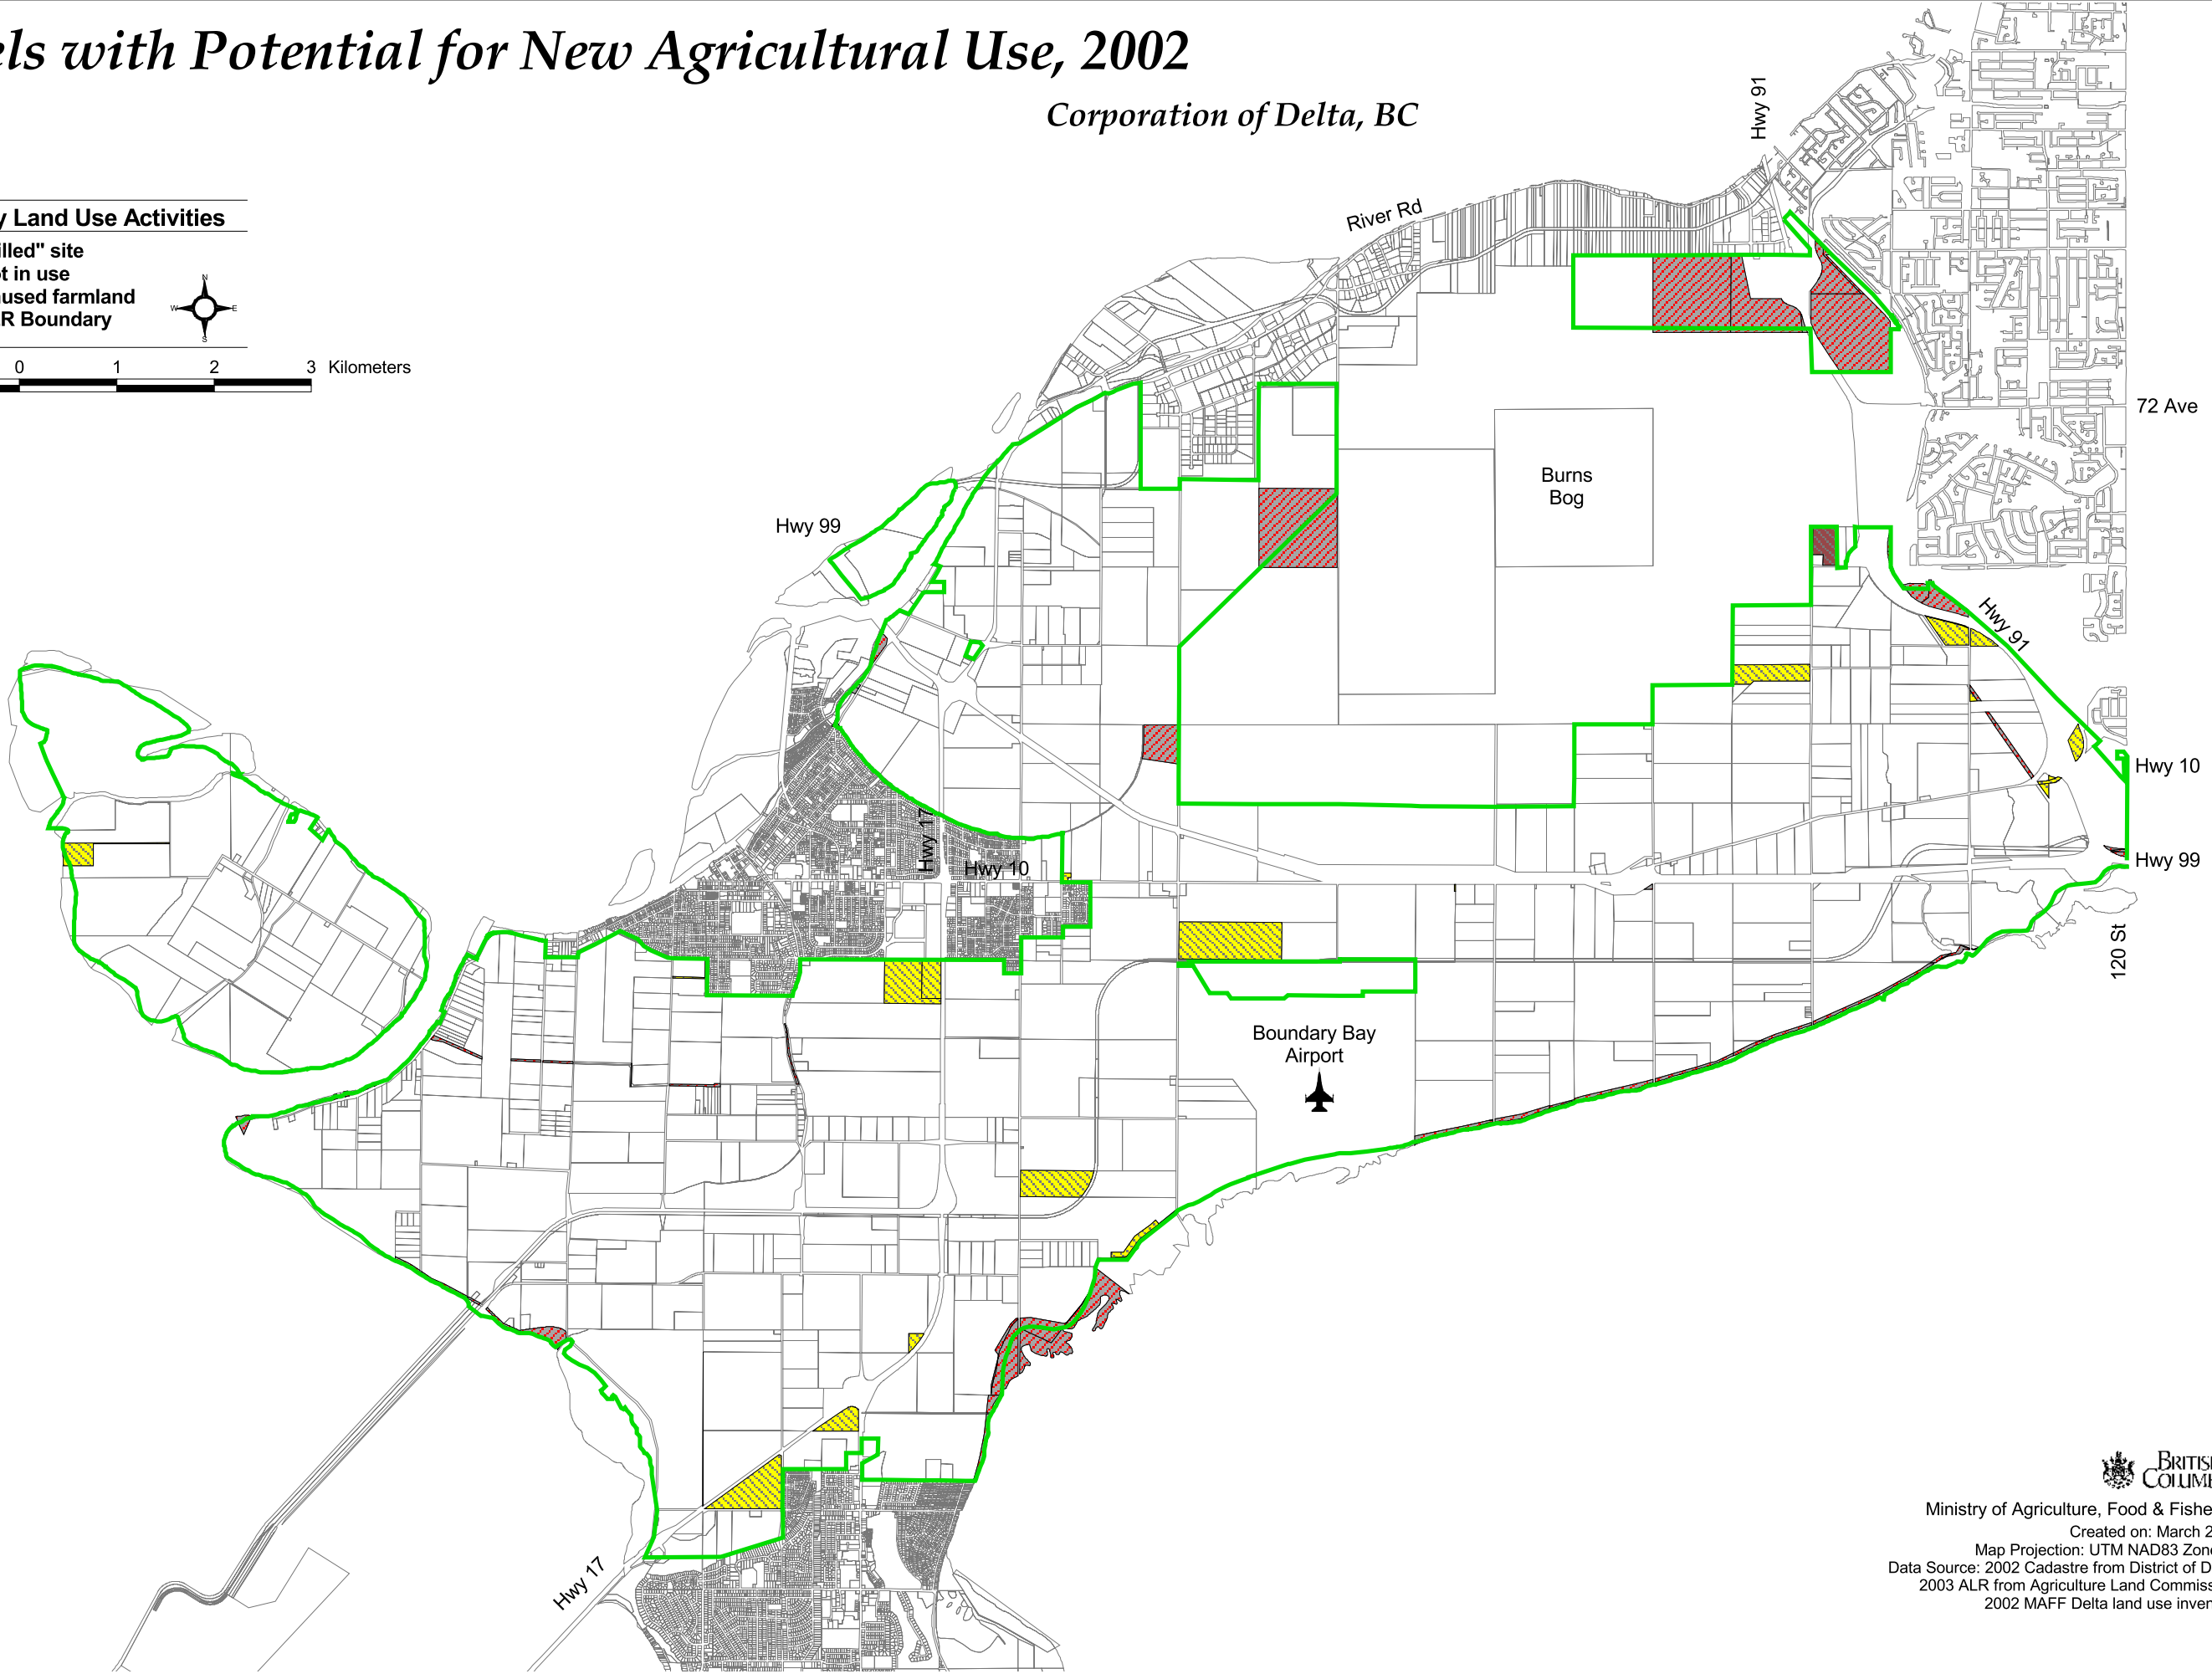 els with Potential for New Agricultural Use, 2002
Corporation of Delta, BC
y Land Use Activities
illed" site
ot in use
used farmland
R Boundary
N
W
E
S
0 1 2 3 Kilometers
Hwy 91
River Rd
72 Ave
Burns
Bog
Hwy 99
Hwy 91
Hwy 10
Hwy 17
Hwy 10
Hwy 99
120 St
Boundary Bay
Airport
Hwy 17
BRITIS
COLUMB
Ministry of Agriculture, Food & Fishe
Created on: March 2
Map Projection: UTM NAD83 Zon
Data Source: 2002 Cadastre from District of D
2003 ALR from Agriculture Land Commiss
2002 MAFF Delta land use inven